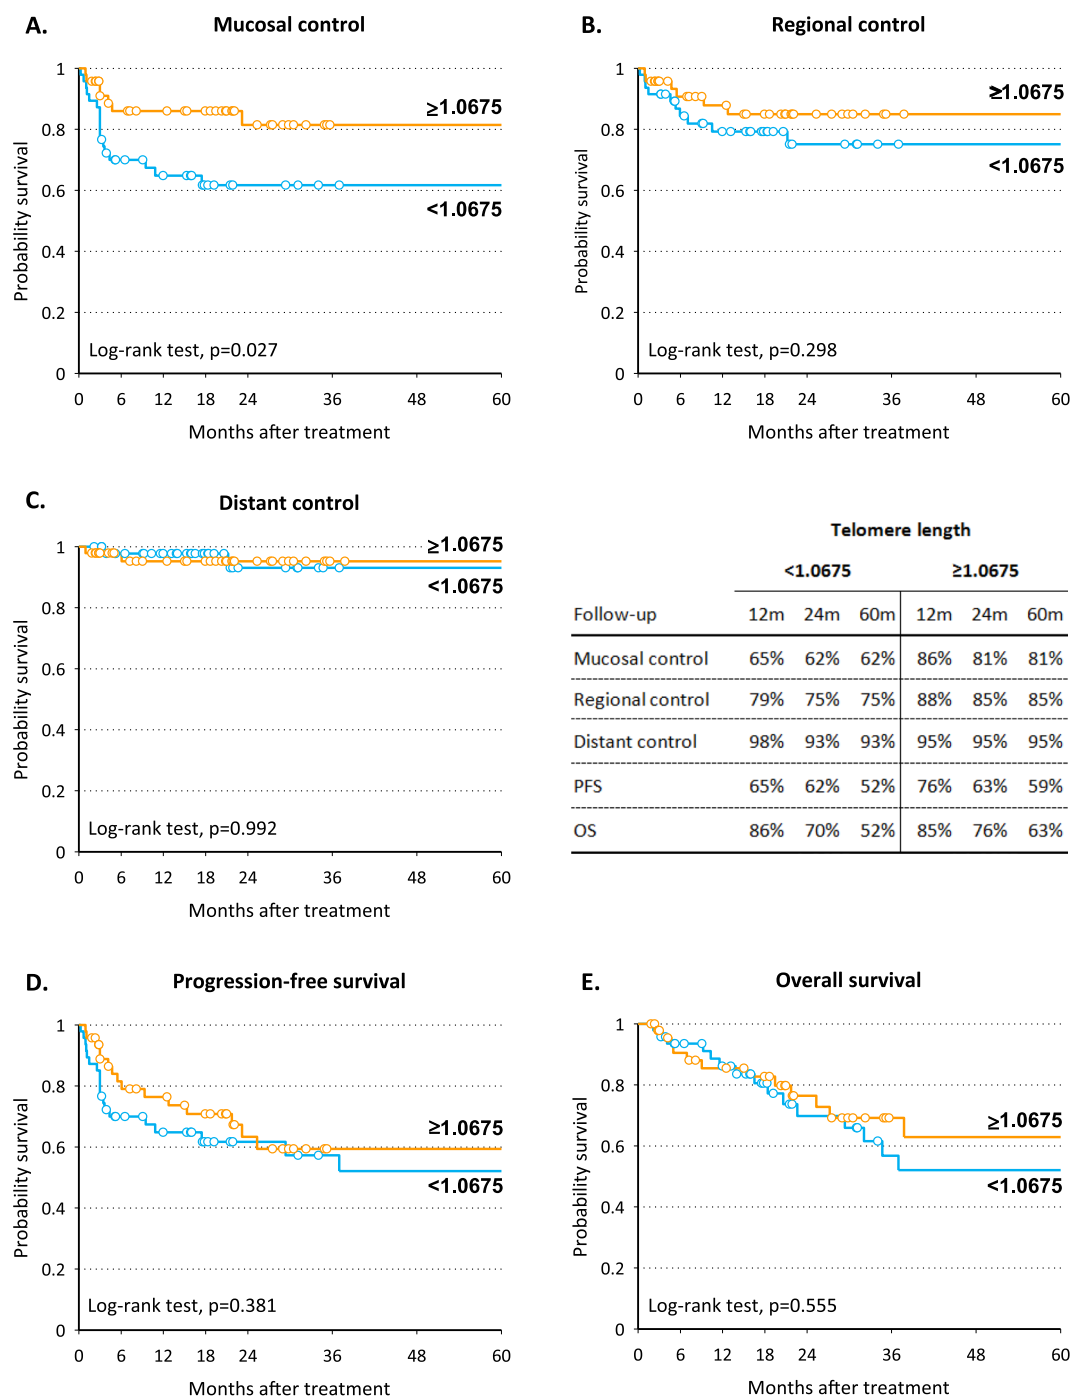 A. Mucosal control
1
0.8
0.6
0.4
0.2
0
≥1.0675
<1.0675
Probability survival
Log-rank test, p=0.027
0 6 12 18 24 36 48 60
Months after treatment
B. Regional control
1
0.8
0.6
0.4
0.2
0
≥1.0675
<1.0675
Probability survival
Log-rank test, p=0.298
0 6 12 18 24 36 48 60
Months after treatment
C. Distant control
1
0.8
0.6
0.4
0.2
0
≥1.0675
<1.0675
Probability survival
Log-rank test, p=0.992
0 6 12 18 24 36 48 60
Months after treatment
Telomere length
<1.0675 ≥1.0675
Follow-up 12m 24m 60m 12m 24m 60m
Mucosal control 65% 62% 62% 86% 81% 81%
Regional control 79% 75% 75% 88% 85% 85%
Distant control 98% 93% 93% 95% 95% 95%
PFS 65% 62% 52% 76% 63% 59%
OS 86% 70% 52% 85% 76% 63%
D. Progression-free survival
1
0.8
0.6
0.4
0.2
0
≥1.0675
<1.0675
Probability survival
Log-rank test, p=0.381
0 6 12 18 24 36 48 60
Months after treatment
E. Overall survival
1
0.8
0.6
0.4
0.2
0
≥1.0675
<1.0675
Probability survival
Log-rank test, p=0.555
0 6 12 18 24 36 48 60
Months after treatment